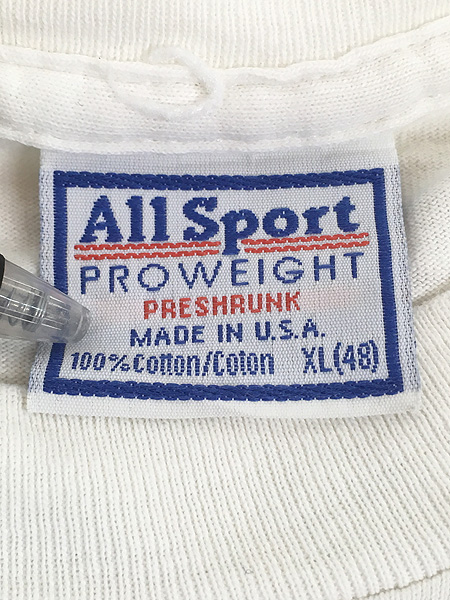 All Sport
PROWEIGHT
PRESHRUNK
MADE IN U.S.A.
100% Cotton/Coton XL(48)